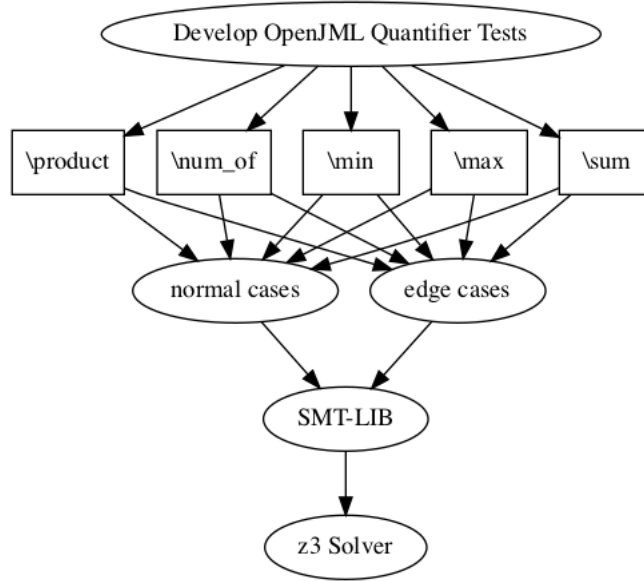 Develop OpenJML Quantifier Tests
\product
\num_of
\min
\max
\sum
normal cases
edge cases
SMT-LIB
z3 Solver